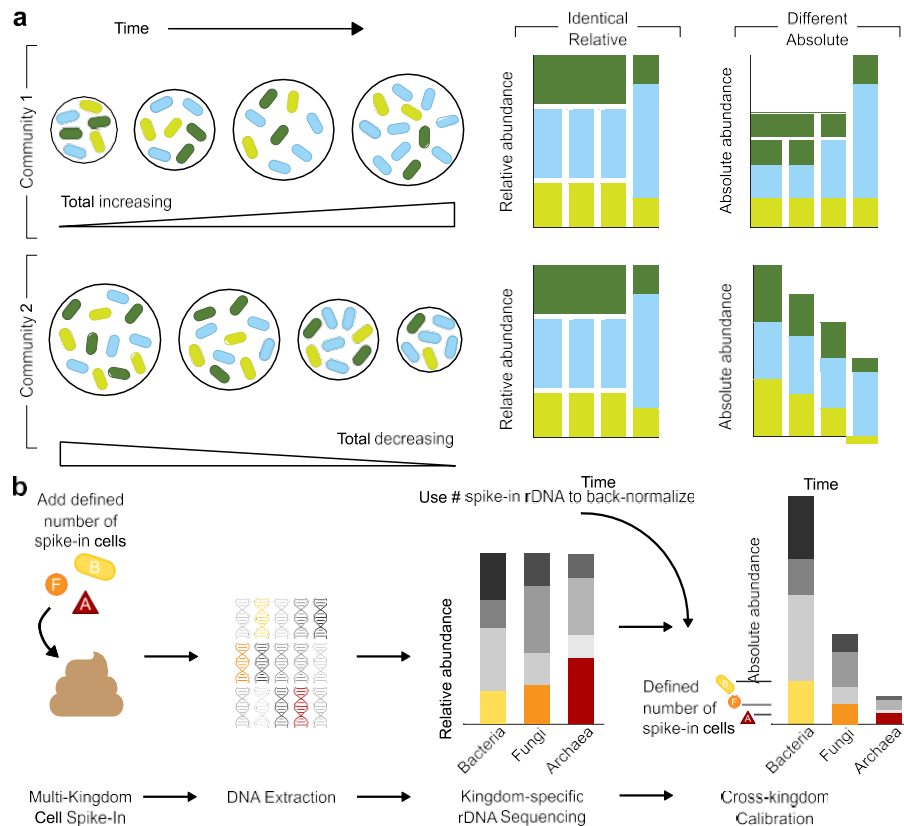 a
Time
Identical
Relative
Different
Absolute
Community 1
Total increasing
Relative abundance
Absolute abundance
Community 2
Total decreasing
Relative abundance
Absolute abundance
Time
Time
b
Add defined
number of
spike-in cells
B
F
A
Use # spike-in rDNA to back-normalize
Relative abundance
Bacteria
Fungi
Archaea
Absolute abundance
B
F
A
Defined
number of
spike-in cells
Bacteria
Fungi
Archaea
Multi-Kingdom
Cell Spike-In
DNA Extraction
Kingdom-specific
rDNA Sequencing
Cross-kingdom
Calibration